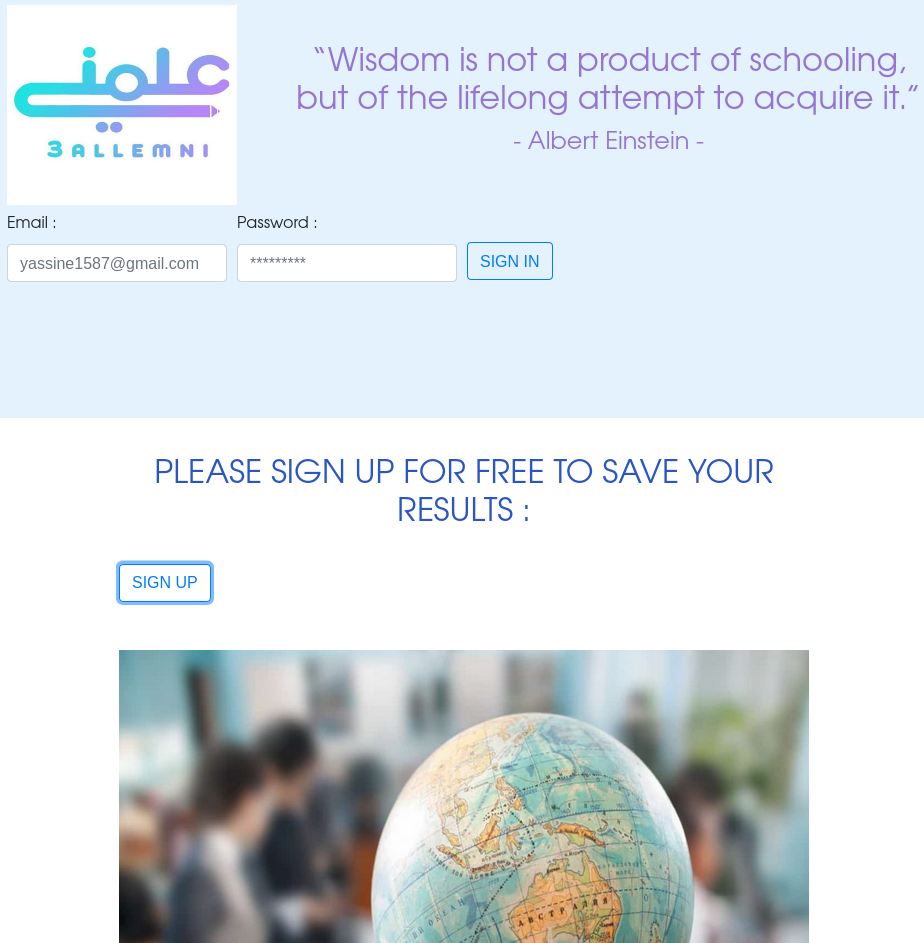 علمني
3ALLEMNI
“Wisdom is not a product of schooling,
but of the lifelong attempt to acquire it.”
- Albert Einstein -
Email :
Password :
yassine1587@gmail.com
*********
SIGN IN
PLEASE SIGN UP FOR FREE TO SAVE YOUR
RESULTS :
SIGN UP
АВСТРАЛИЯ